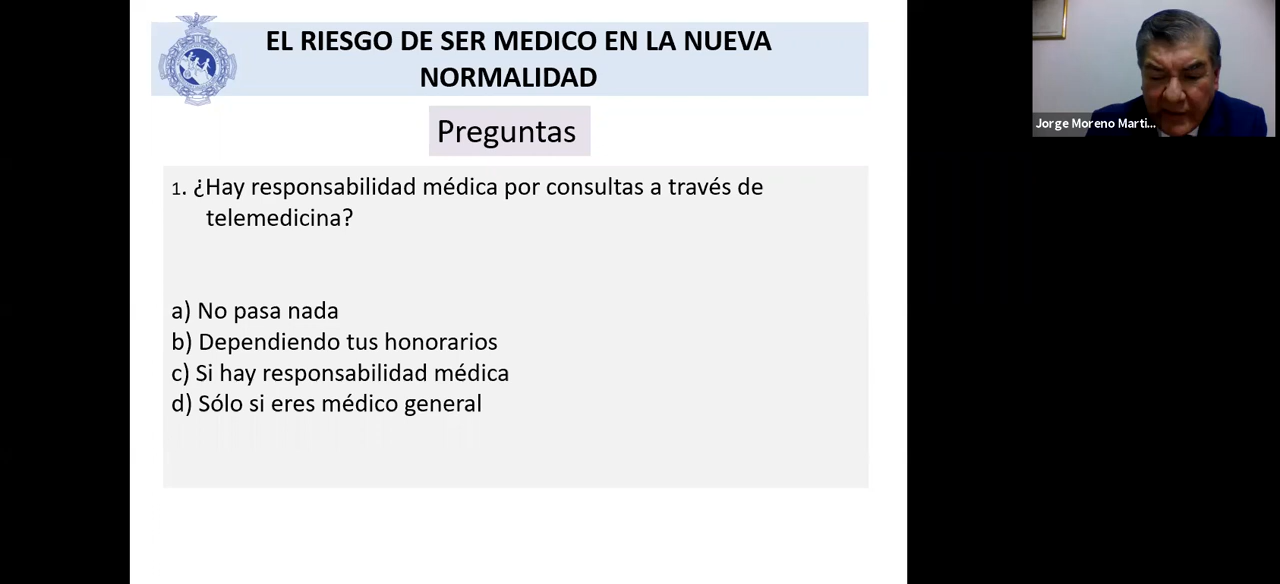 EL RIESGO DE SER MEDICO EN LA NUEVA
NORMALIDAD
Preguntas
1. ¿Hay responsabilidad médica por consultas a través de
telemedicina?
a) No pasa nada
b) Dependiendo tus honorarios
c) Si hay responsabilidad médica
d) Sólo si eres médico general
Jorge Moreno Marti...